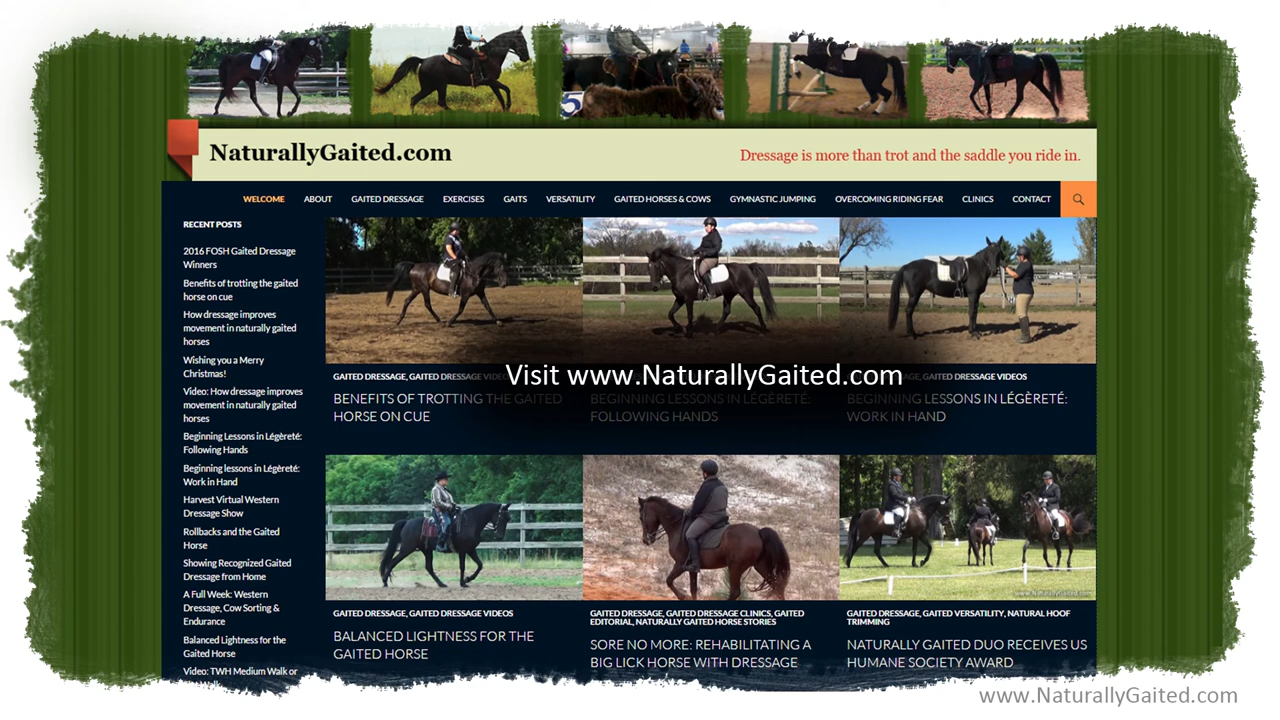 NaturallyGaited.com
Dressage is more than trot and the saddle you ride in.
WELCOME ABOUT GAITED DRESSAGE EXERCISES GAITS VERSATILITY GAITED HORSES & COWS GYMNASTIC JUMPING OVERCOMING RIDING FEAR CLINICS CONTACT
RECENT POSTS
2016 FOSH Gaited Dressage
Winners
Benefits of trotting the gaited
horse on cue
How dressage improves
movement in naturally gaited
horses
Wishing you a Merry
Christmas!
Video: How dressage improves
movement in naturally gaited
horses
Beginning Lessons in Légèreté:
Following Hands
Beginning lessons in Légèreté:
Work in Hand
Harvest Virtual Western
Dressage Show
Rollbacks and the Gaited
Horse
Showing Recognized Gaited
Dressage from Home
A Full Week: Western
Dressage, Cow Sorting &
Endurance
Balanced Lightness for the
Gaited Horse
Video: TWH Medium Walk or
5
GAITED DRESSAGE, GAITED DRESSAGE VIDEOS
BENEFITS OF TROTTING THE GAITED
HORSE ON CUE
Visit www.NaturallyGaited.com
BEGINNING LESSONS IN LÉGÈRETÉ:
FOLLOWING HANDS
GAITED DRESSAGE VIDEOS
BEGINNING LESSONS IN LÉGÈRETÉ:
WORK IN HAND
GAITED DRESSAGE, GAITED DRESSAGE VIDEOS
BALANCED LIGHTNESS FOR THE
GAITED HORSE
GAITED DRESSAGE, GAITED DRESSAGE CLINICS, GAITED
EDITORIAL, NATURALLY GAITED HORSE STORIES
SORE NO MORE: REHABILITATING A
BIG LICK HORSE WITH DRESSAGE
www.NaturallyGaited.com
GAITED DRESSAGE, GAITED VERSATILITY, NATURAL HOOF
TRIMMING
NATURALLY GAITED DUO RECEIVES US
HUMANE SOCIETY AWARD
www.NaturallyGaited.com